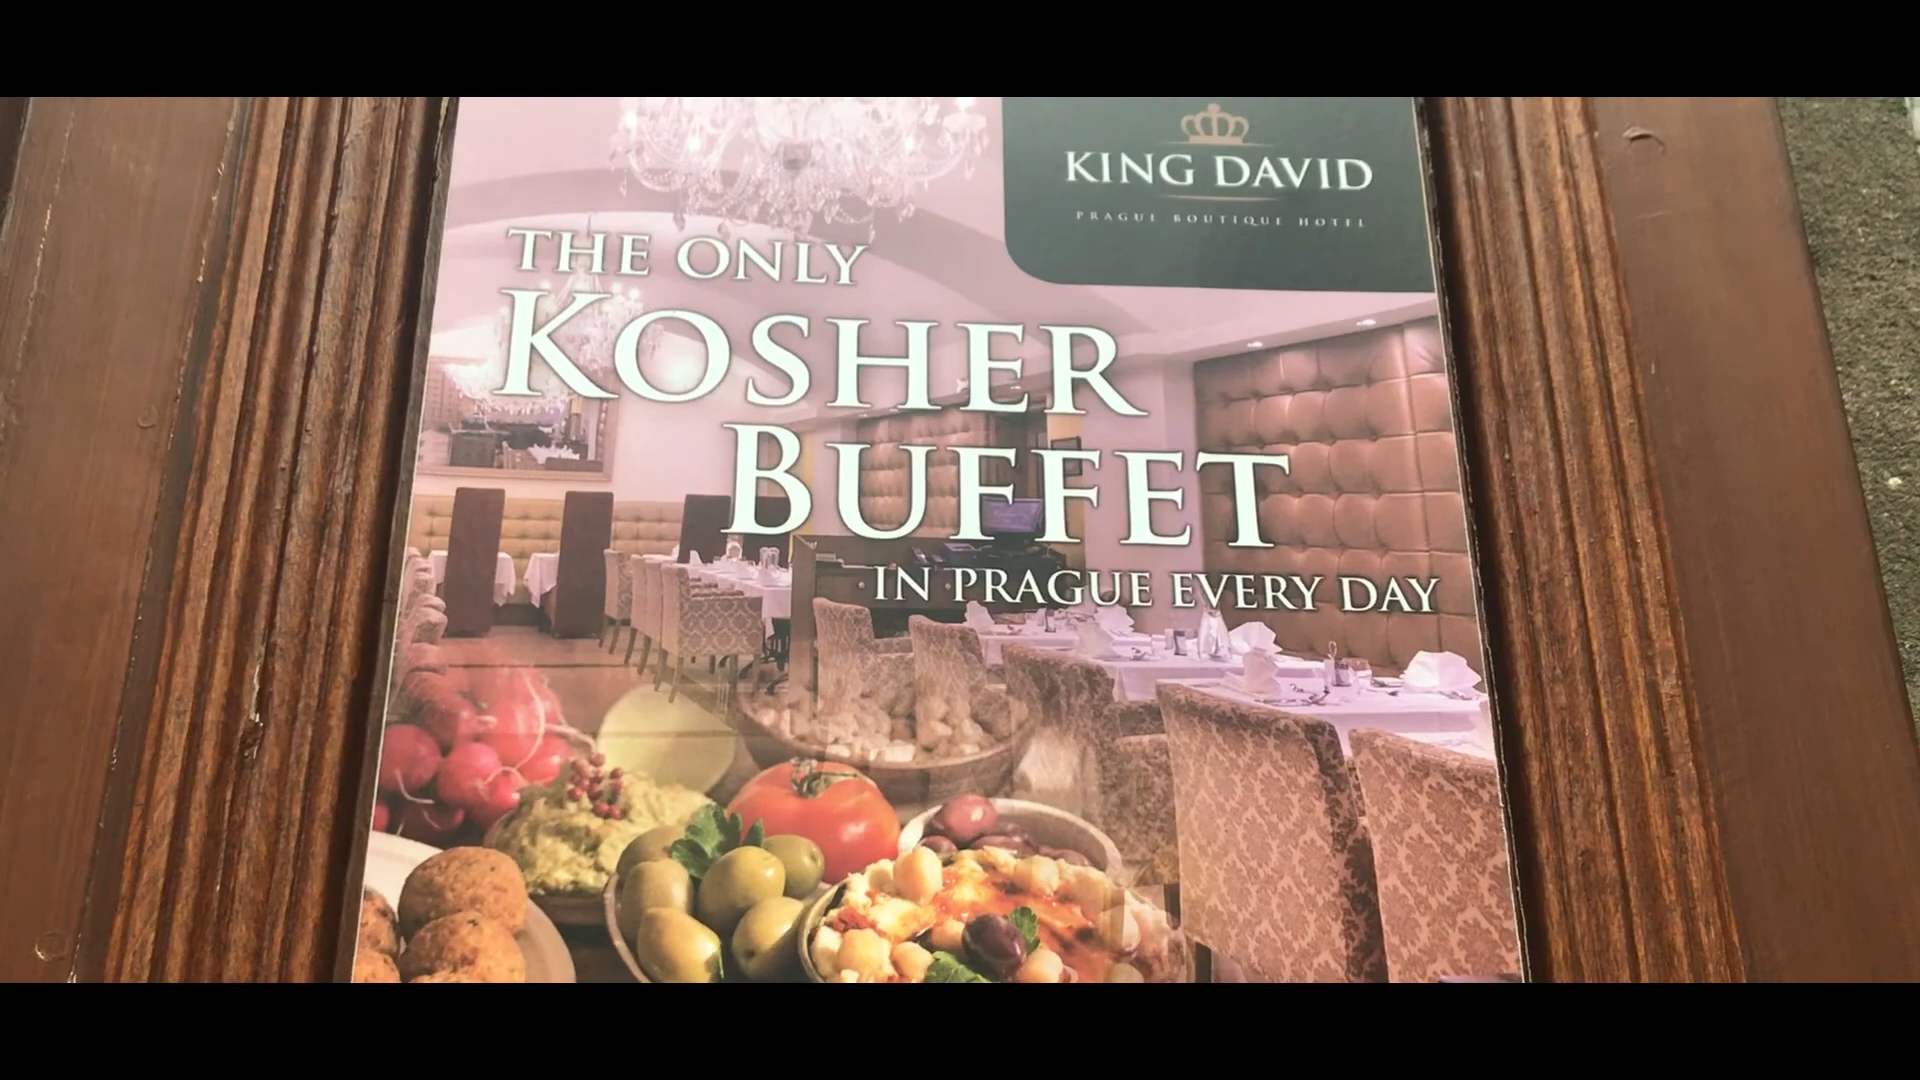 KING DAVID
PRAGUE BOUTIQUE HOTEL
THE ONLY
KOSHER
BUFFET
IN PRAGUE EVERY DAY